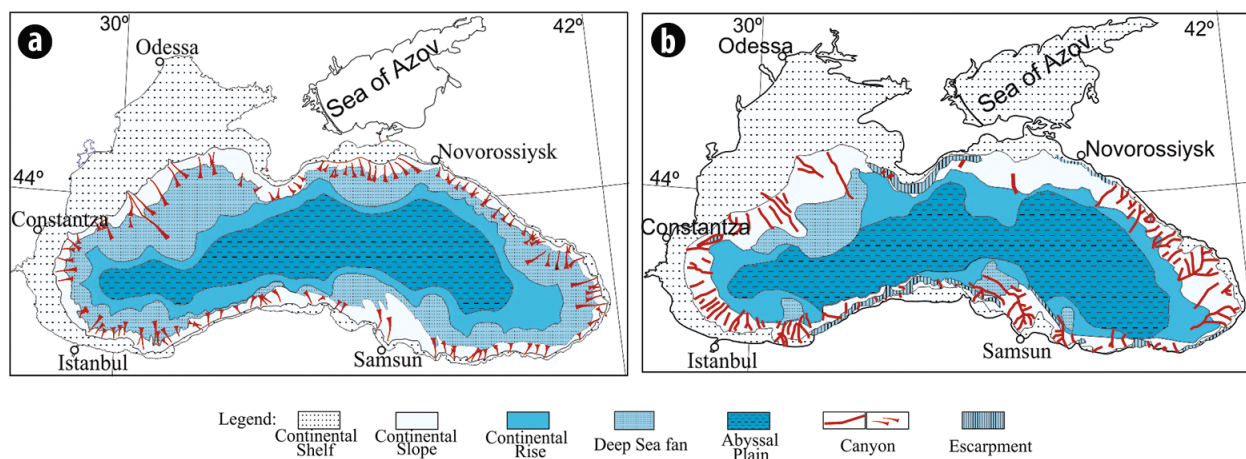 a
30º
42º
Odessa
Sea of Azov
Novorossiysk
44º
Constantza
Istanbul
Samsun
b
30º
42º
Odessa
Sea of Azov
Novorossiysk
44º
Constantza
Istanbul
Samsun
Legend:
Continental
Shelf
Continental
Slope
Continental
Rise
Deep Sea fan
Abyssal
Plain
Canyon
Escarpment